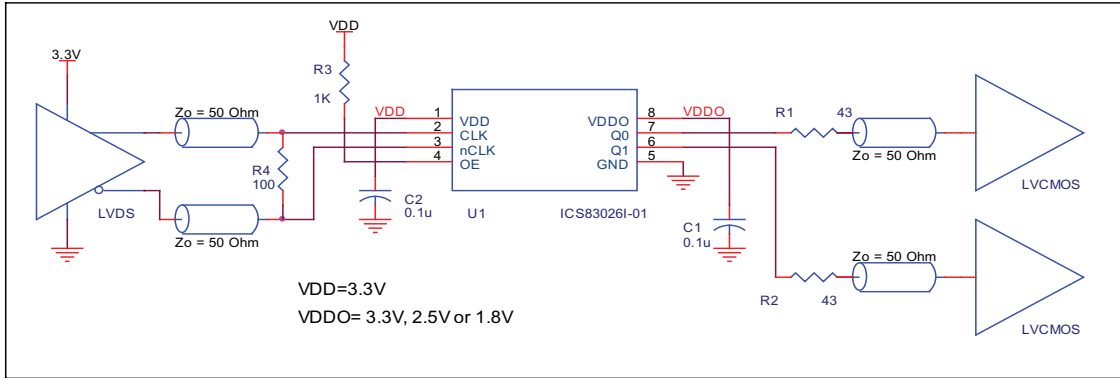 VDD
3.3V
R3
1K
Zo = 50 Ohm
R4
100
LVDS
Zo = 50 Ohm
VDD
1
2
3
4
VDD
CLK
nCLK
OE
VDDO
Q0
Q1
GND
8
7
6
5
VDDO
U1
ICS83026I-01
C2
0.1u
C1
0.1u
R1
43
Zo = 50 Ohm
LVCMOS
R2
43
Zo = 50 Ohm
LVCMOS
VDD=3.3V
VDDO= 3.3V, 2.5V or 1.8V